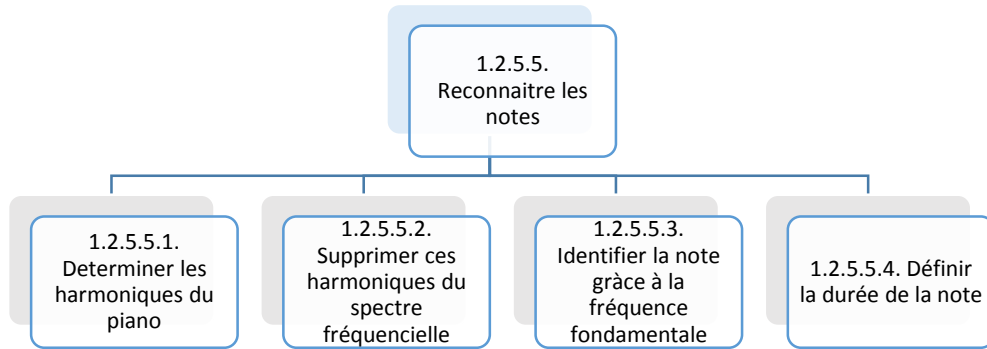 1.2.5.5.
Reconnaitre les
notes
1.2.5.5.1.
Determiner les
harmoniques du
piano
1.2.5.5.2.
Supprimer ces
harmoniques du
spectre
fréquencielle
1.2.5.5.3.
Identifier la note
gràce à la
fréquence
fondamentale
1.2.5.5.4. Définir
la durée de la note